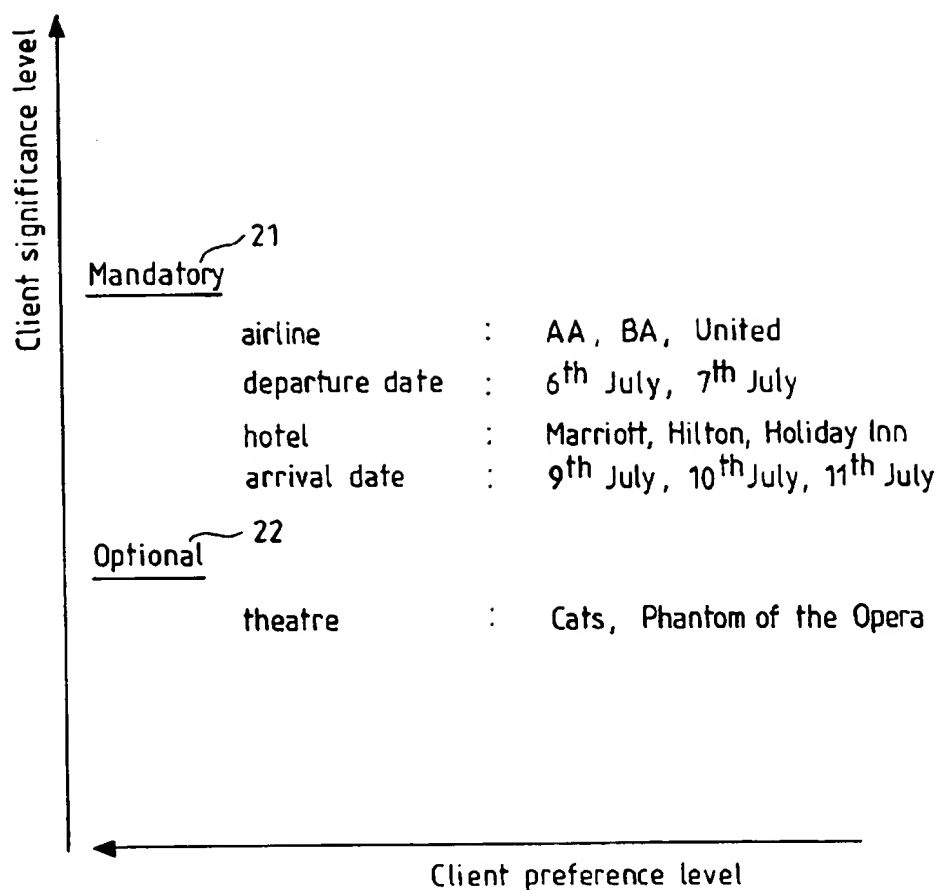 Client significance level
21
Mandatory
airline : AA, BA, United
departure date : 6th July, 7th July
hotel : Marriott, Hilton, Holiday Inn
arrival date : 9th July, 10th July, 11th July
22
Optional
theatre : Cats, Phantom of the Opera
Client preference level